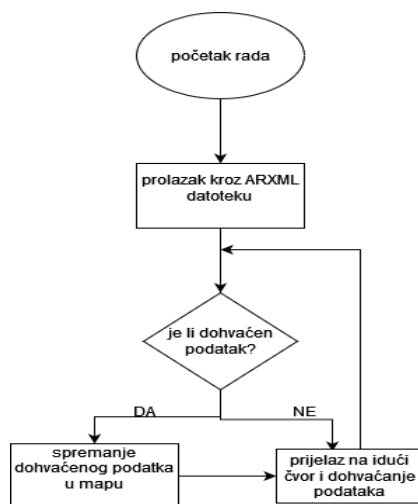 početak rada
prolazak kroz ARXML
datoteku
je li dohvaćen
podatak?
DA
NE
spremanje
dohvaćenog podatka
u mapu
prijelaz na idući
čvor i dohvaćanje
podataka